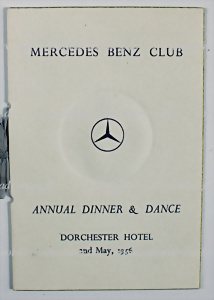 MERCEDES BENZ CLUB
ANNUAL DINNER & DANCE
DORCHESTER HOTEL
2nd May, 1956